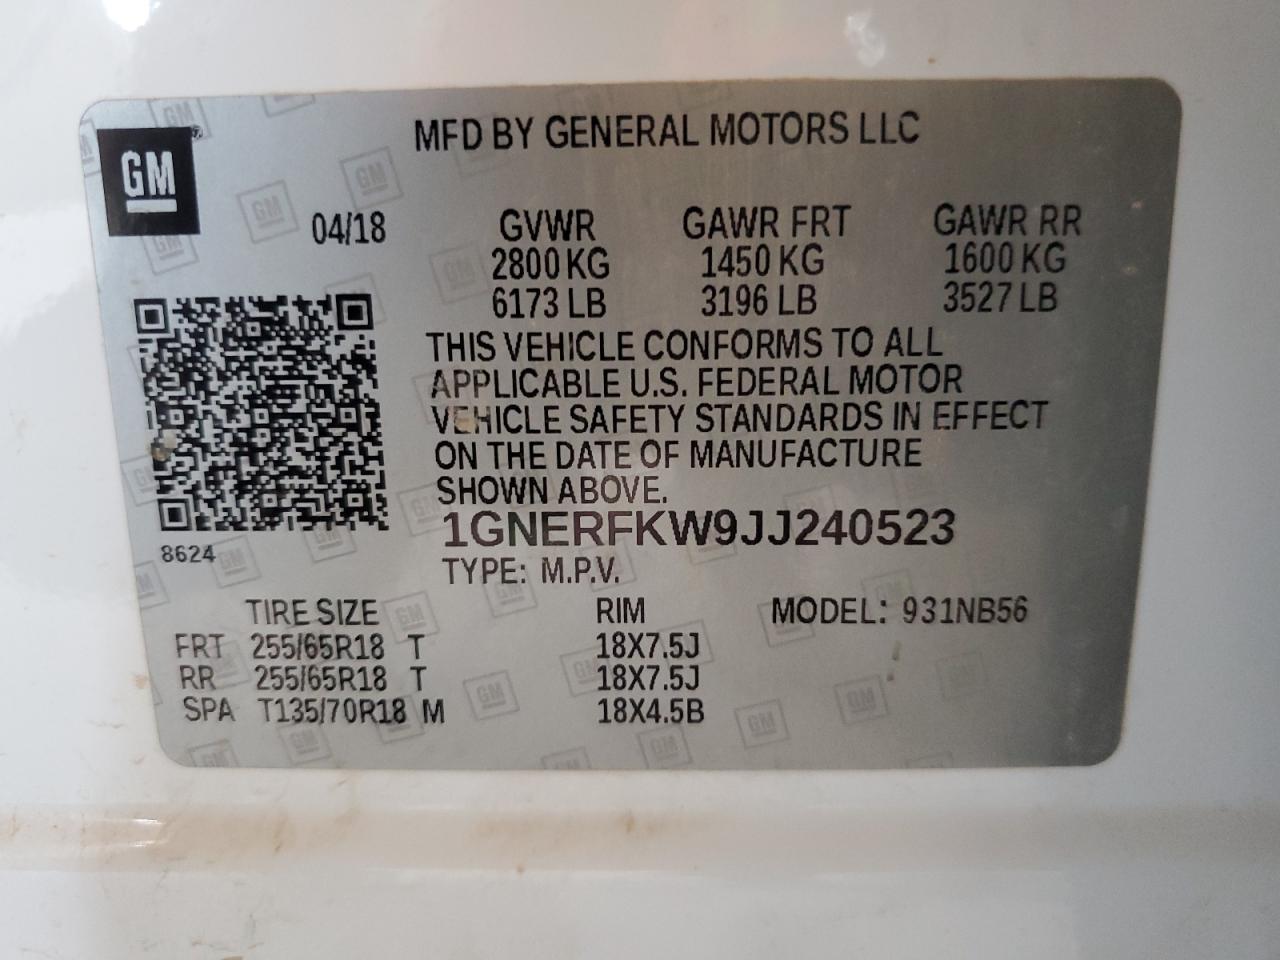 MFD BY GENERAL MOTORS LLC
GM
04/18 GVWR GAWR FRT GAWR RR
2800 KG 1450 KG 1600 KG
6173 LB 3196 LB 3527 LB
THIS VEHICLE CONFORMS TO ALL
APPLICABLE U.S. FEDERAL MOTOR
VEHICLE SAFETY STANDARDS IN EFFECT
ON THE DATE OF MANUFACTURE
SHOWN ABOVE.
1GNERFKW9JJ240523
8624
TYPE: M.P.V.
TIRE SIZE RIM MODEL: 931NB56
FRT 255/65R18 T 18X7.5J
RR 255/65R18 T 18X7.5J
SPA T135/70R18 M 18X4.5B